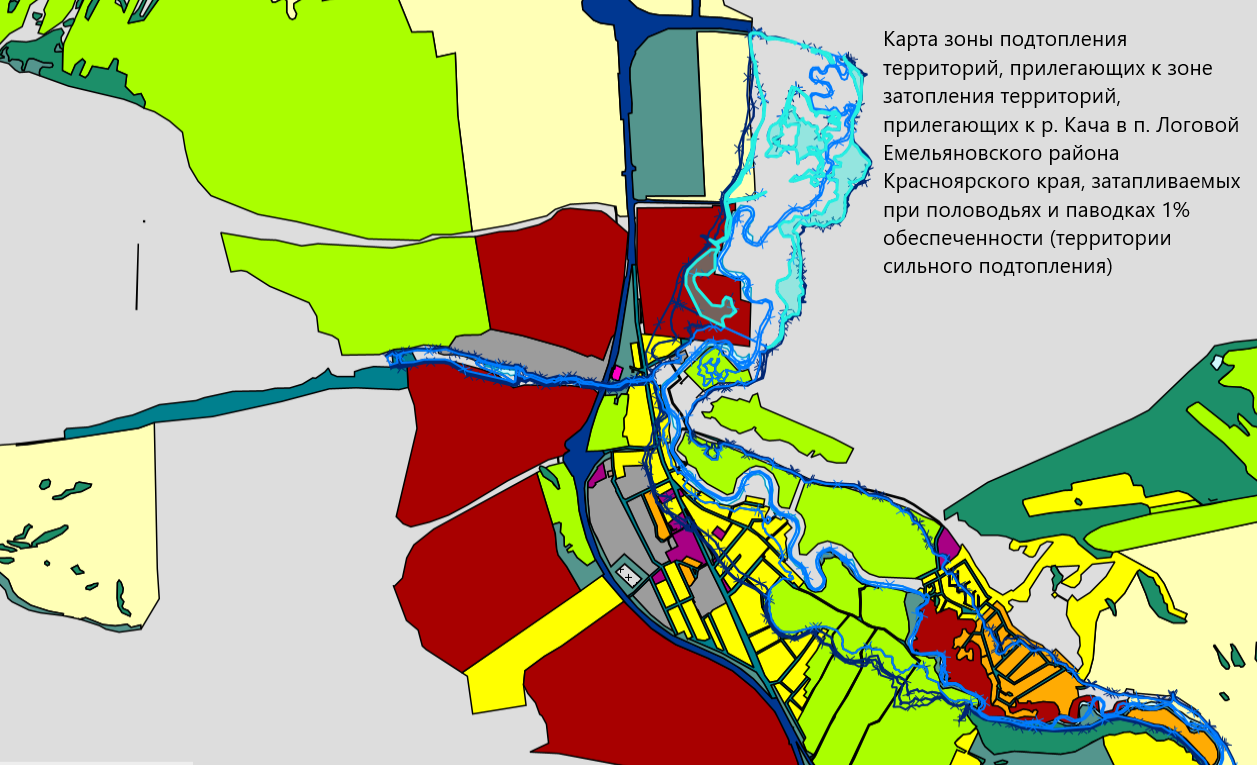 Карта зоны подтопления
территорий, прилегающих к зоне
затопления территорий,
прилегающих к р. Кача в п. Логовой
Емельяновского района
Красноярского края, затапливаемых
при половодьях и паводках 1%
обеспеченности (территории
сильного подтопления)